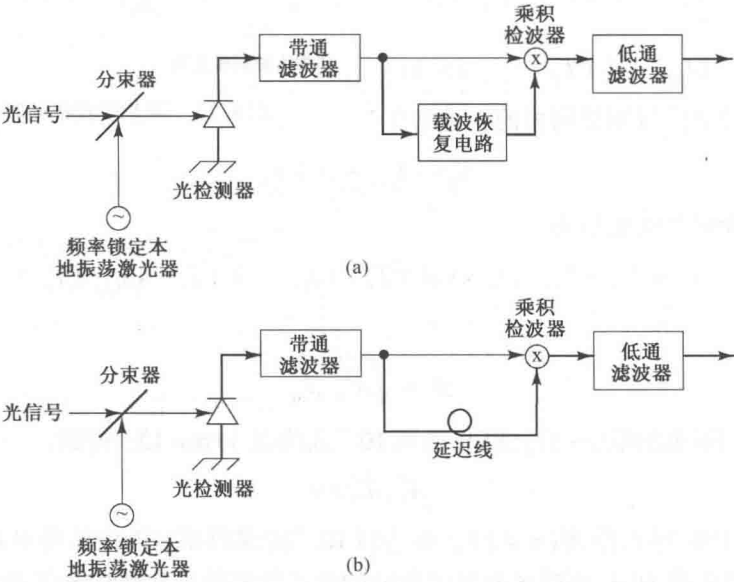 乘积
检波器
带通
滤波器
x
低通
滤波器
分束器
光信号
载波恢
复电路
光检测器
~
频率锁定本
地振荡激光器
(a)
乘积
检波器
带通
滤波器
x
低通
滤波器
分束器
光信号
延迟线
光检测器
~
频率锁定本
地振荡激光器
(b)